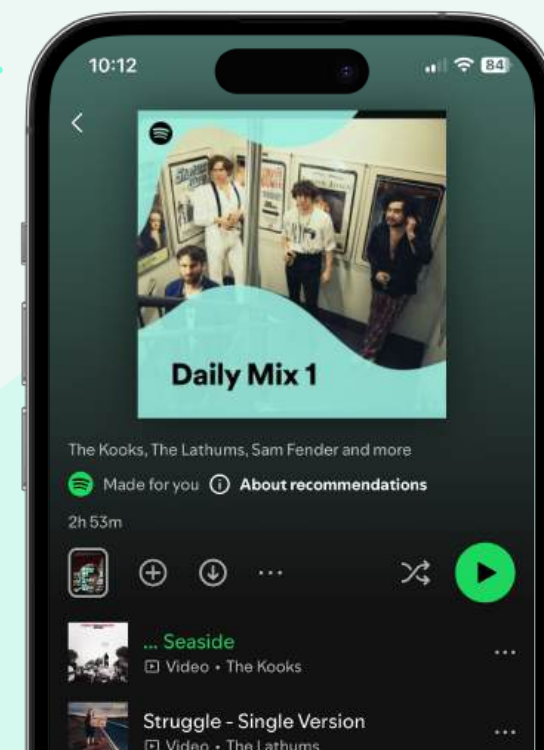 10:12
84
Daily Mix 1
The Kooks, The Lathums, Sam Fender and more
Made for you About recommendations
2h 53m
... Seaside
Video • The Kooks
Struggle - Single Version
Video • The Lathums